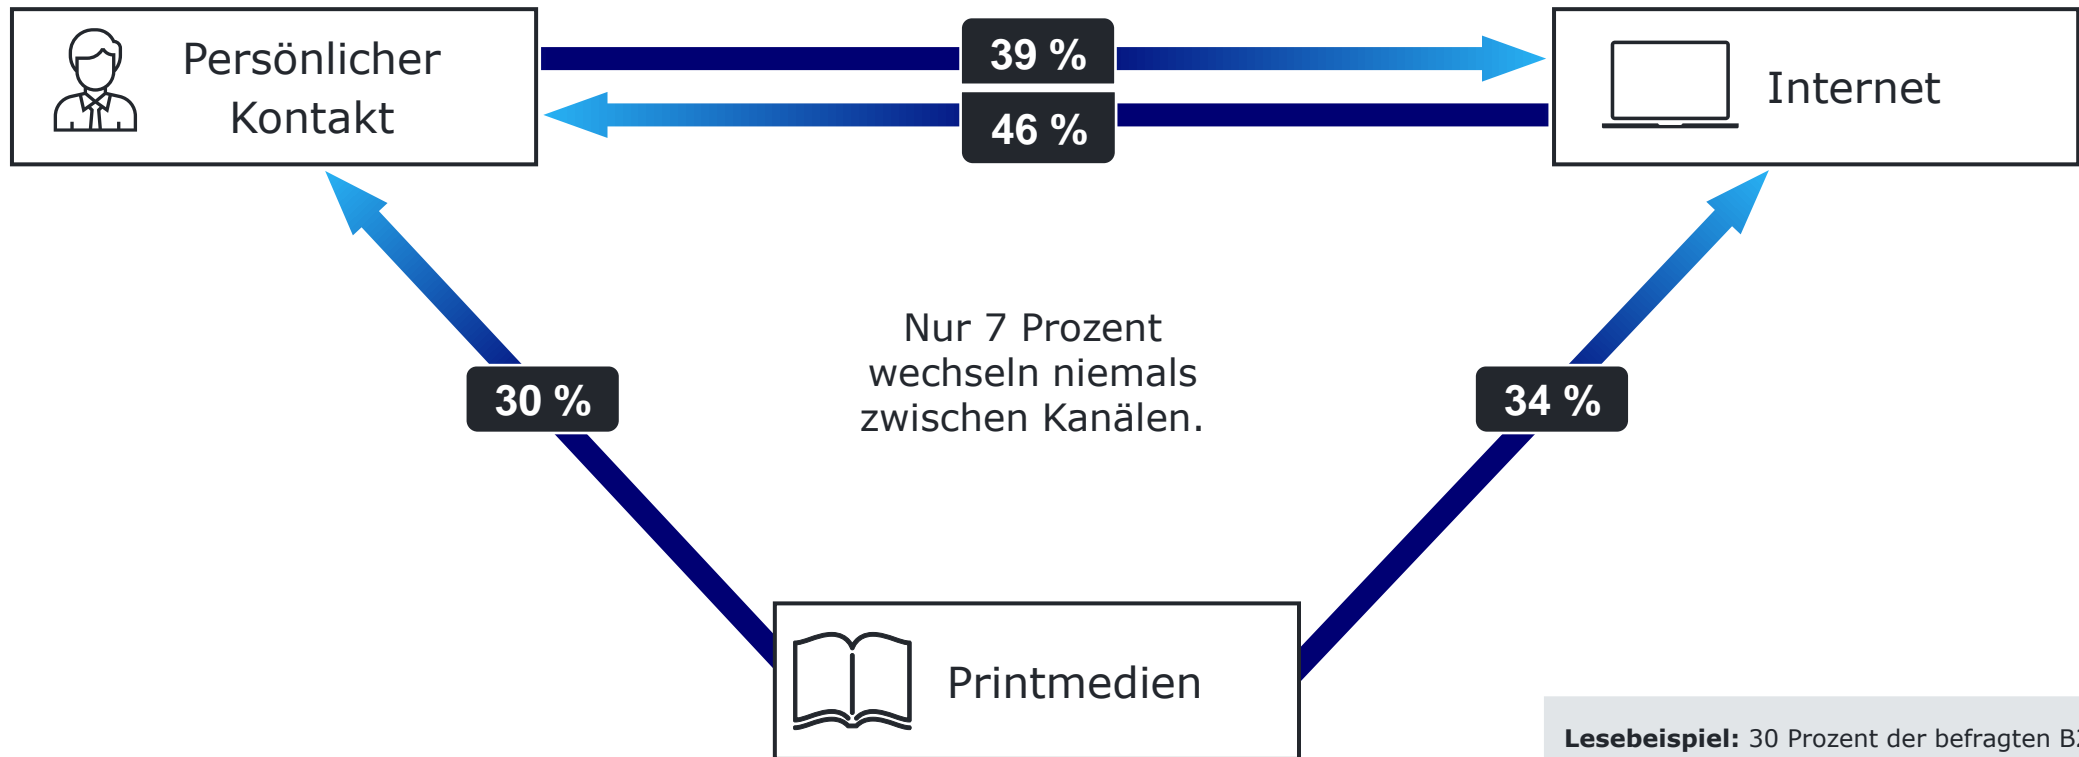 Persönlicher
Kontakt
39 %
46 %
Internet
Nur 7 Prozent
wechseln niemals
zwischen Kanälen.
30 %
34 %
Printmedien
Lesebeispiel: 30 Prozent der befragten